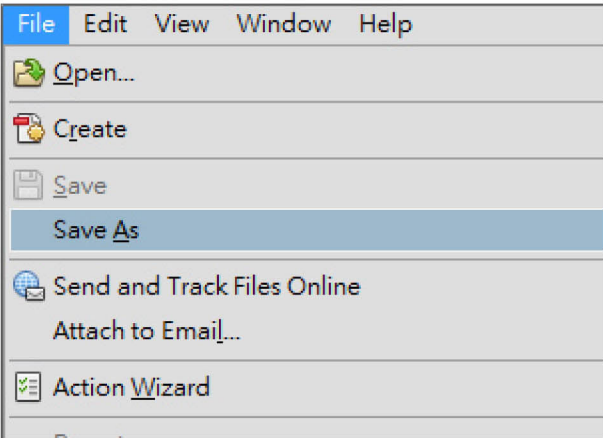 File Edit View Window Help
Open...
Create
Save
Save As
Send and Track Files Online
Attach to Email...
Action Wizard